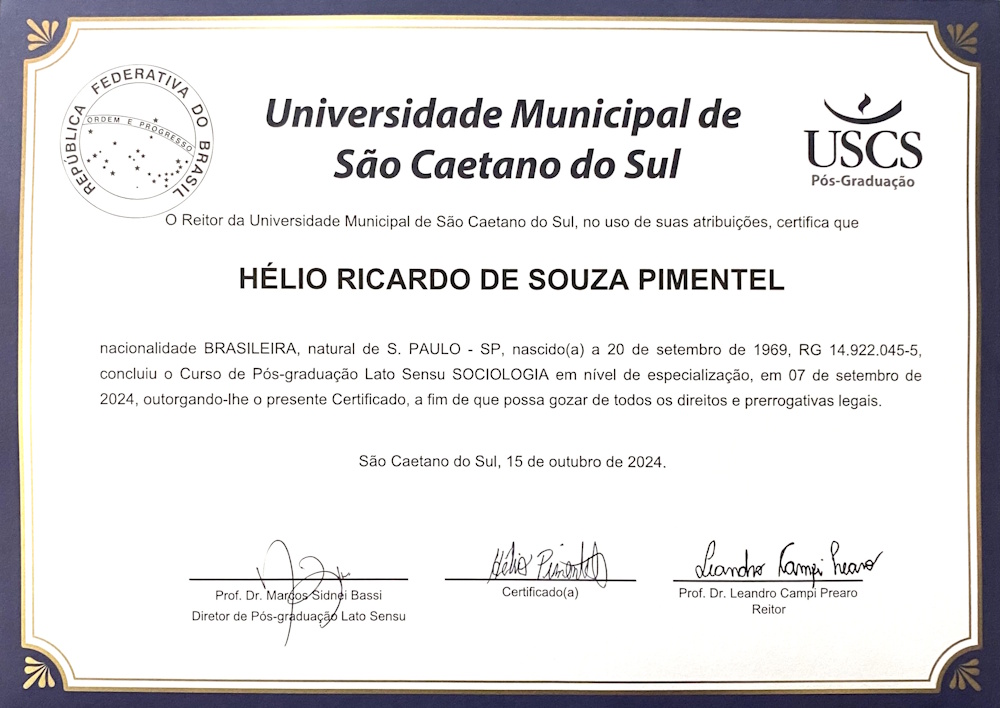 REPÚBLICA FEDERATIVA DO BRASIL
ORDEM E PROGRESSO
Universidade Municipal de
São Caetano do Sul
USCS
Pós-Graduação
O Reitor da Universidade Municipal de São Caetano do Sul, no uso de suas atribuições, certifica que
HÉLIO RICARDO DE SOUZA PIMENTEL
nacionalidade BRASILEIRA, natural de S. PAULO - SP, nascido(a) a 20 de setembro de 1969, RG 14.922.045-5,
concluiu o Curso de Pós-graduação Lato Sensu SOCIOLOGIA em nível de especialização, em 07 de setembro de
2024, outorgando-lhe o presente Certificado, a fim de que possa gozar de todos os direitos e prerrogativas legais.
São Caetano do Sul, 15 de outubro de 2024.
Hélio Pimentel
Leandro Campi Prearo
Prof. Dr. Marcos Sidnei Bassi
Diretor de Pós-graduação Lato Sensu
Certificado(a)
Prof. Dr. Leandro Campi Prearo
Reitor